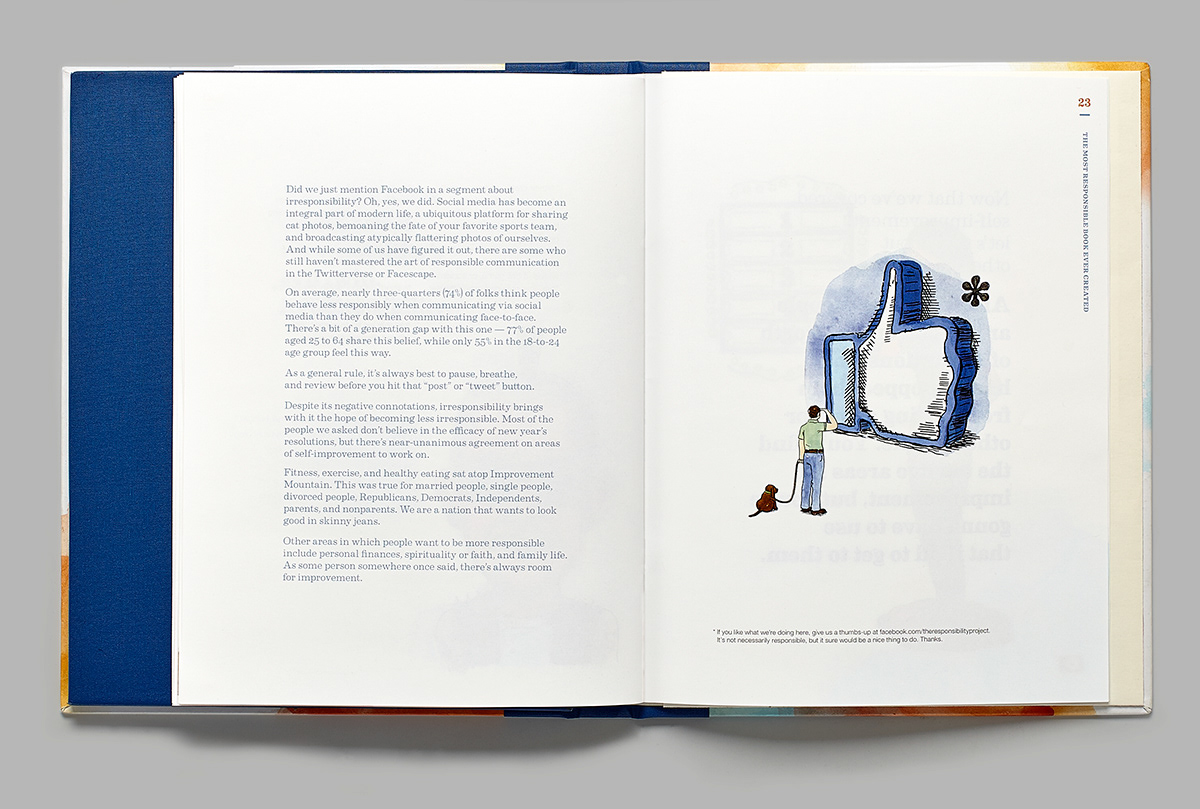 Did we just mention Facebook in a segment about
irresponsibility? Oh, yes, we did. Social media has become an
integral part of modern life, a ubiquitous platform for sharing
cat photos, bemoaning the fate of your favorite sports team,
and broadcasting atypically flattering photos of ourselves.
And while some of us have figured it out, there are some who
still haven't mastered the art of responsible communication
in the Twitterverse or Facescape.
On average, nearly three-quarters (74%) of folks think people
behave less responsibly when communicating via social
media than they do when communicating face-to-face.
There's a bit of a generation gap with this one — 77% of people
aged 25 to 64 share this belief, while only 55% in the 18-to-24
age group feel this way.
As a general rule, it's always best to pause, breathe,
and review before you hit that “post” or “tweet” button.
Despite its negative connotations, irresponsibility brings
with it the hope of becoming less irresponsible. Most of the
people we asked don't believe in the efficacy of new year's
resolutions, but there's near-unanimous agreement on areas
of self-improvement to work on.
Fitness, exercise, and healthy eating sat atop Improvement
Mountain. This was true for married people, single people,
divorced people, Republicans, Democrats, Independents,
parents, and nonparents. We are a nation that wants to look
good in skinny jeans.
Other areas in which people want to be more responsible
include personal finances, spirituality or faith, and family life.
As some person somewhere once said, there's always room
for improvement.
23
THE MOST RESPONSIBLE BOOK EVER CREATED
*
* If you like what we're doing here, give us a thumbs-up at facebook.com/theresponsibilityproject.
It's not necessarily responsible, but it sure would be a nice thing to do. Thanks.